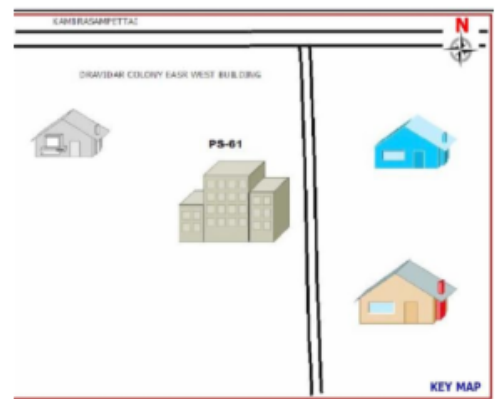 KAMBRASAMPETTAI
N
DRAVIDAR COLONY EASR WEST BUILDING
PS-61
KEY MAP